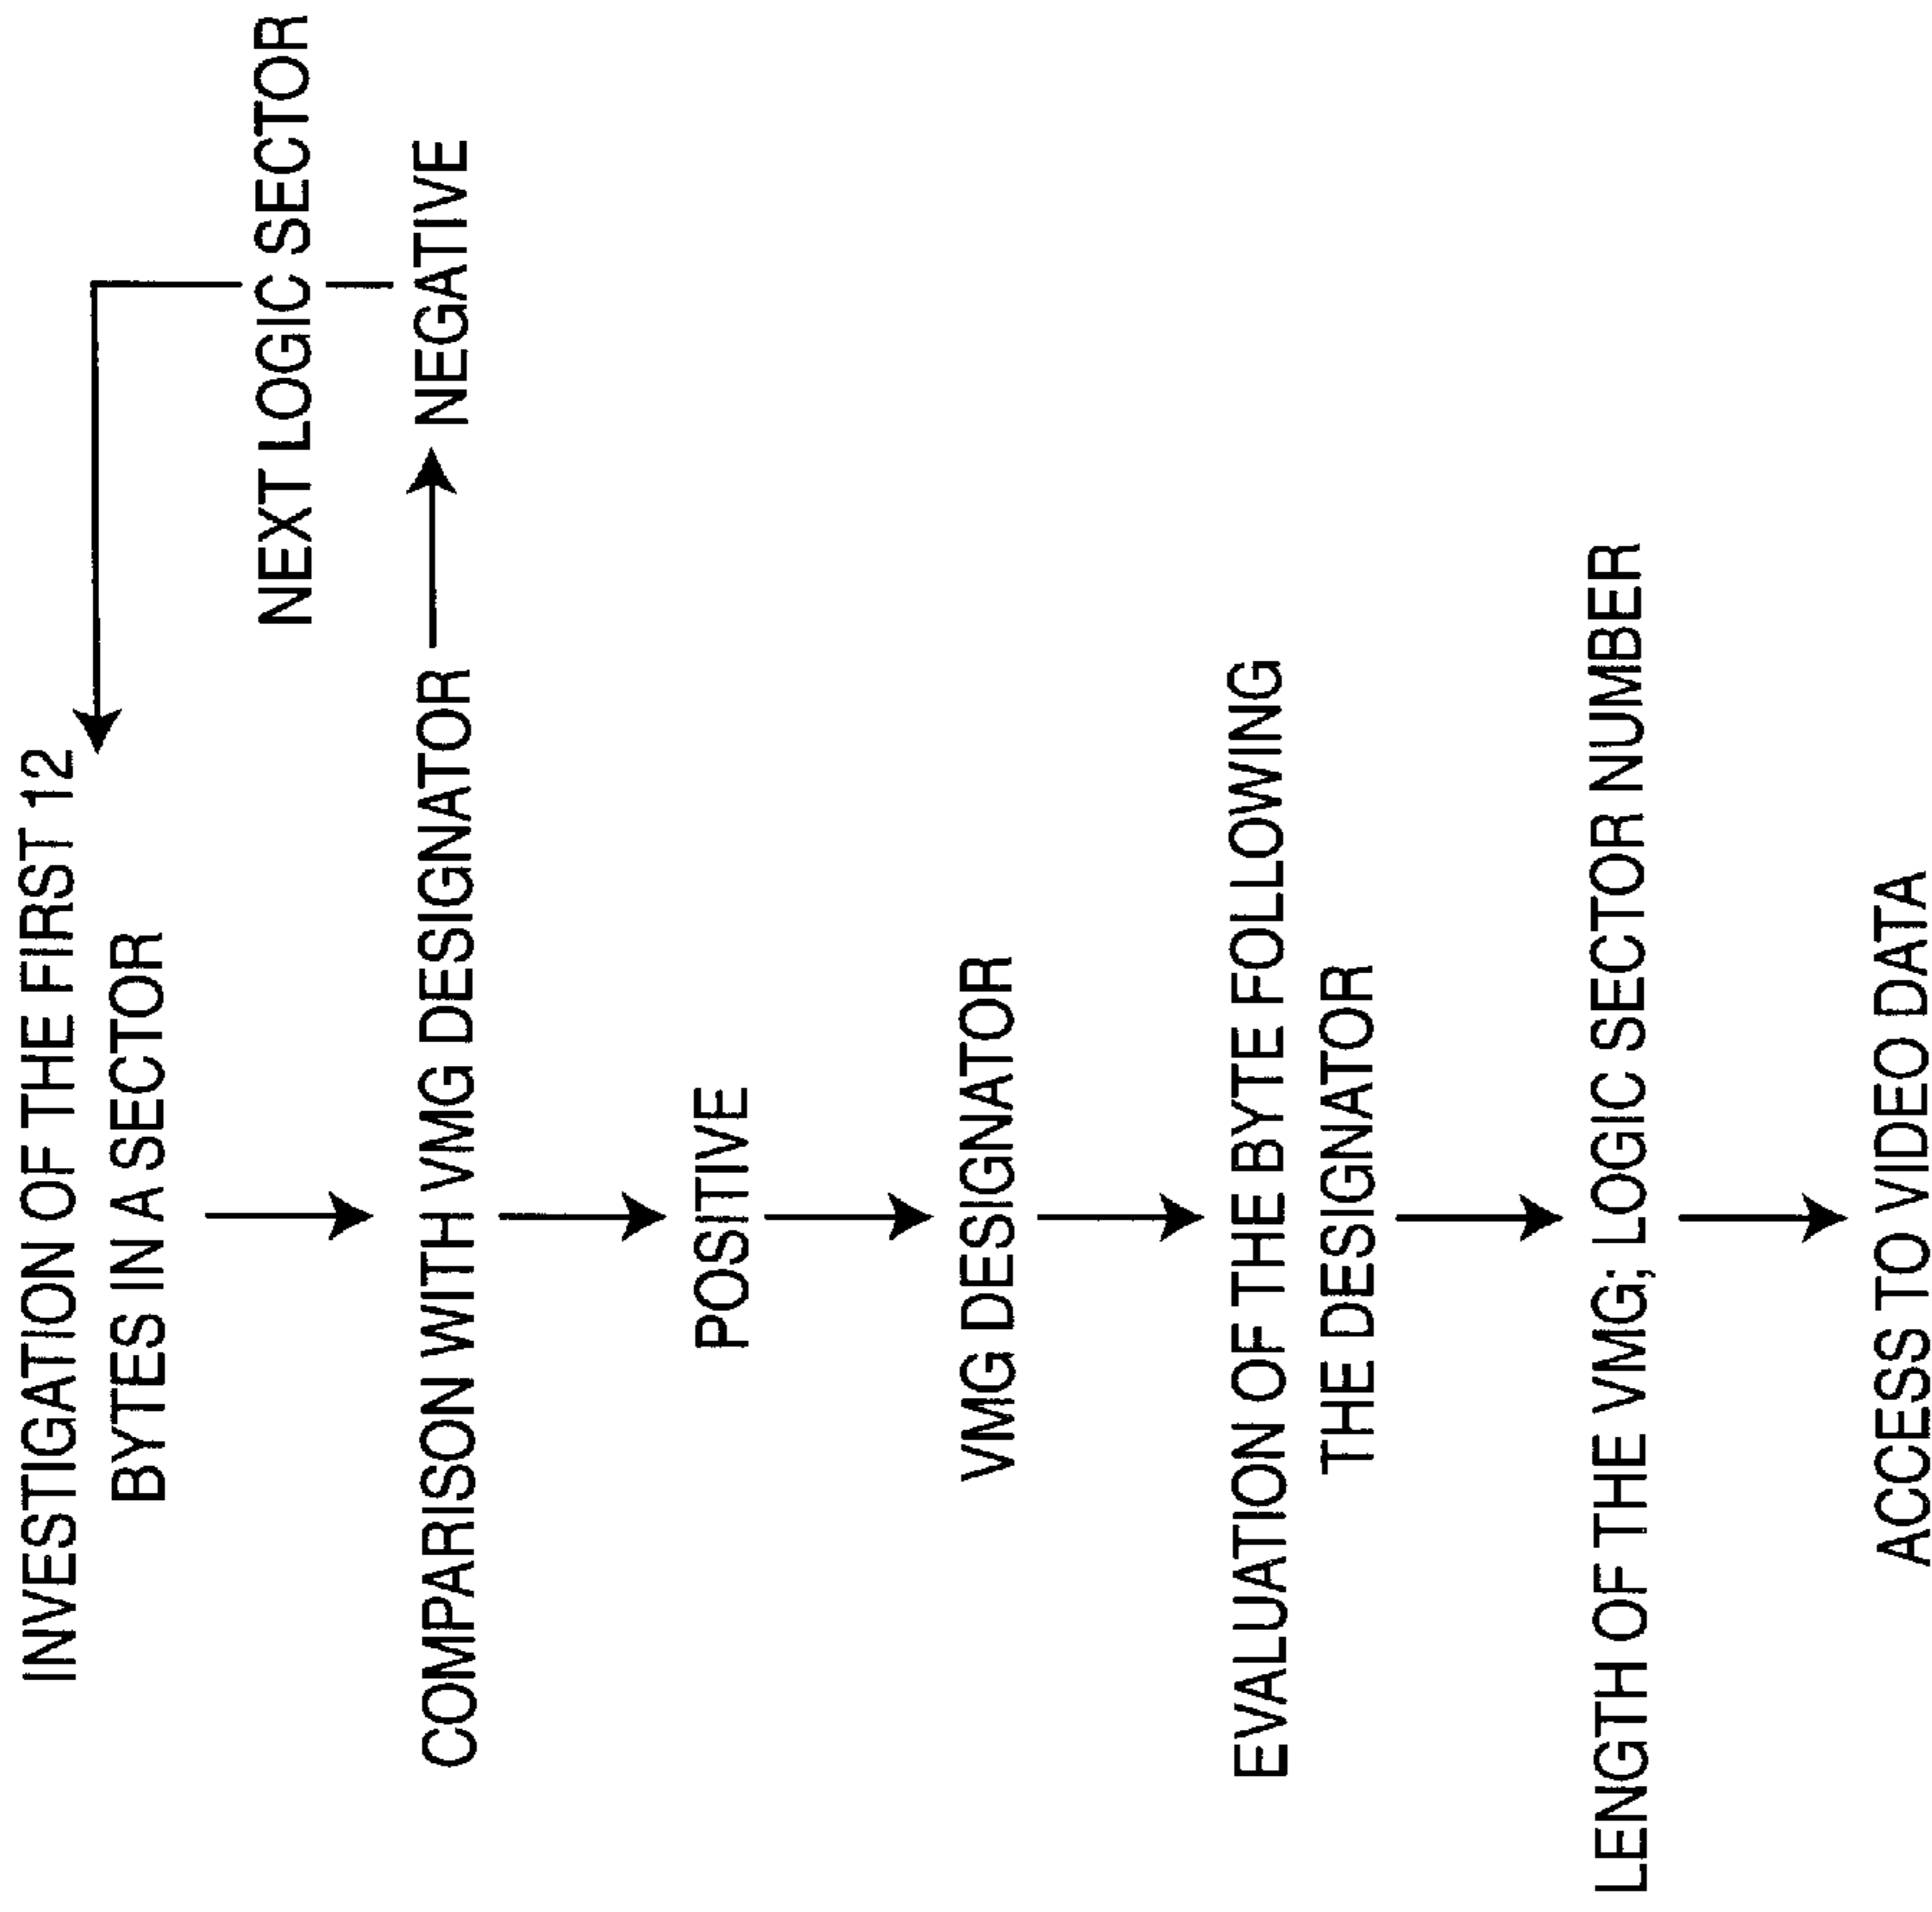 INVESTIGATION OF THE FIRST 12
BYTES IN A SECTOR
NEXT LOGIC SECTOR
COMPARISON WITH VMG DESIGNATOR
NEGATIVE
POSITIVE
VMG DESIGNATOR
EVALUATION OF THE BYTE FOLLOWING
THE DESIGNATOR
LENGTH OF THE VMG; LOGIC SECTOR NUMBER
ACCESS TO VIDEO DATA